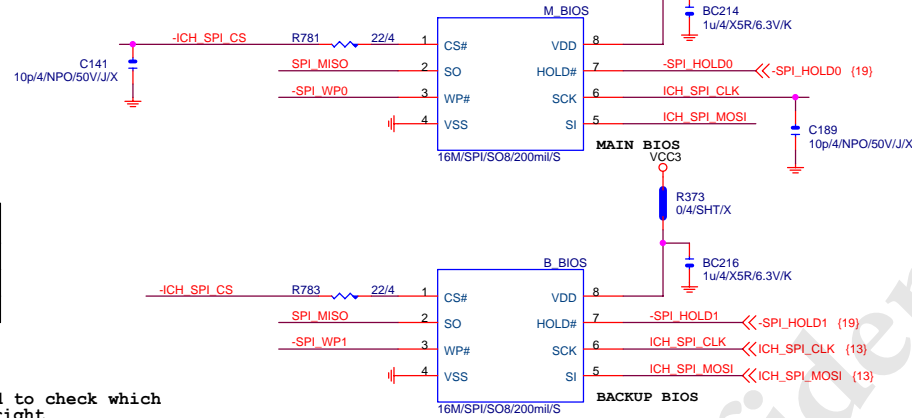 M_BIOS
BC214
1u/4/X5R/6.3V/K
-ICH_SPI_CS
R781
22/4
1
CS#
VDD
8
C141
10p/4/NPO/50V/J/X
SPI_MISO
2
SO
HOLD#
7
-SPI_HOLD0
-SPI_HOLD0 {19}
-SPI_WP0
3
WP#
SCK
6
ICH_SPI_CLK
4
VSS
SI
5
ICH_SPI_MOSI
C189
10p/4/NPO/50V/J/X
16M/SPI/SO8/200mil/S
MAIN BIOS
VCC3
R373
0/4/SHT/X
B_BIOS
BC216
1u/4/X5R/6.3V/K
-ICH_SPI_CS
R783
22/4
1
CS#
VDD
8
SPI_MISO
2
SO
HOLD#
7
-SPI_HOLD1
-SPI_HOLD1 {19}
-SPI_WP1
3
WP#
SCK
6
ICH_SPI_CLK
ICH_SPI_CLK {13}
4
VSS
SI
5
ICH_SPI_MOSI
ICH_SPI_MOSI {13}
16M/SPI/SO8/200mil/S
BACKUP BIOS
to check which
right